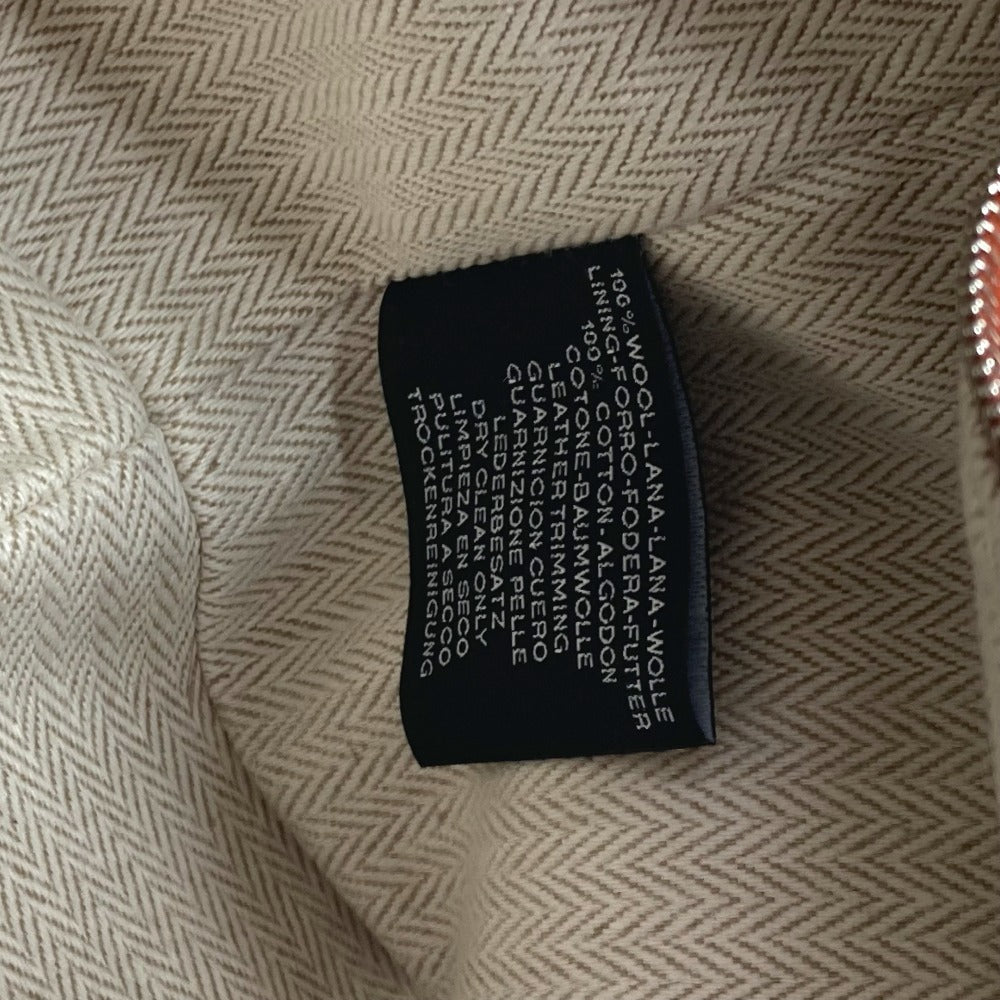 100% WOOL-LANA-LANA-WOLLE
LINING-FORRO-FODERA-FUTTER
100% COTTON-ALGODON
COTONE-BAUMWOLLE
LEATHER TRIMMING
GUARNICION CUERO
GUARNIZIONE PELLE
LEDERBESATZ
DRY CLEAN ONLY
LIMPIEZA EN SECO
PULITURA A SECCO
TROCKENREINIGUNG